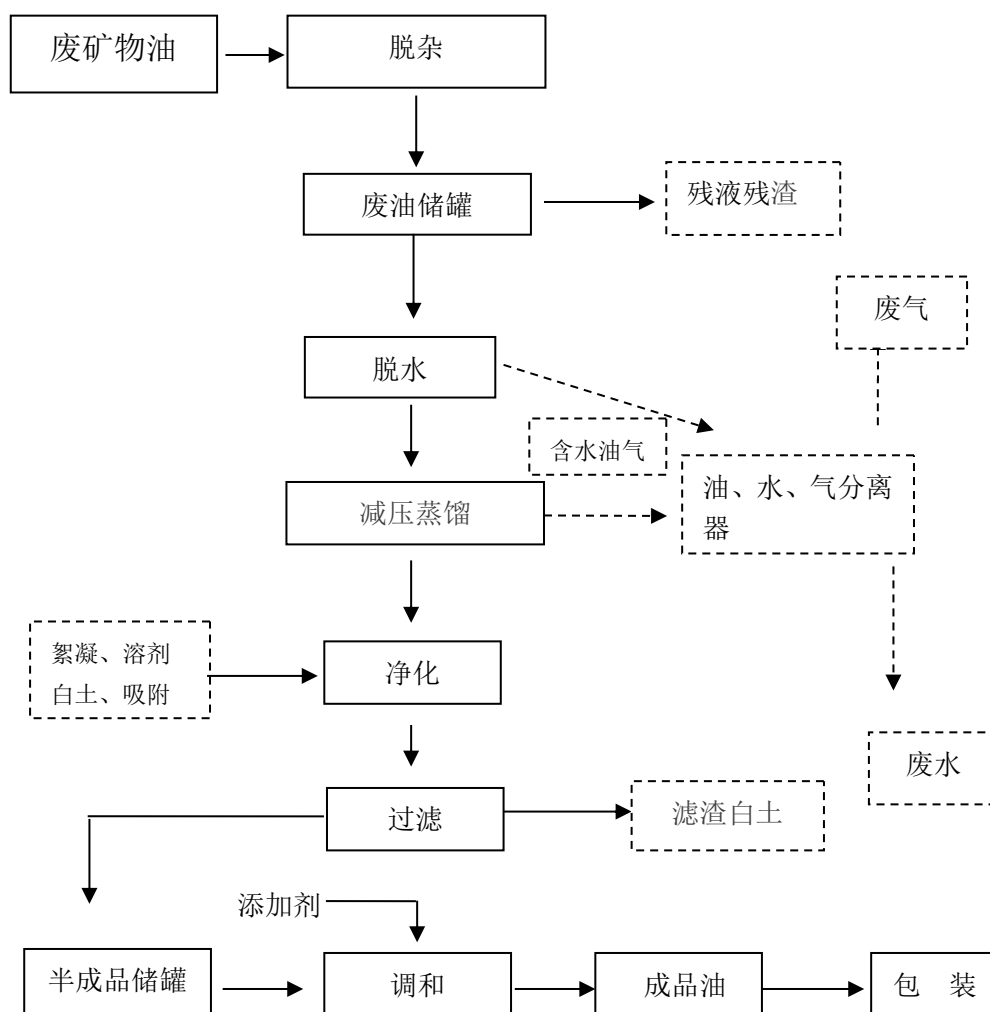 废矿物油
脱杂
废油储罐
残液残渣
废气
脱水
含水油气
油、水、气分离
器
减压蒸馏
絮凝、溶剂
白土、吸附
净化
废水
过滤
滤渣白土
添加剂
半成品储罐
调和
成品油
包 装